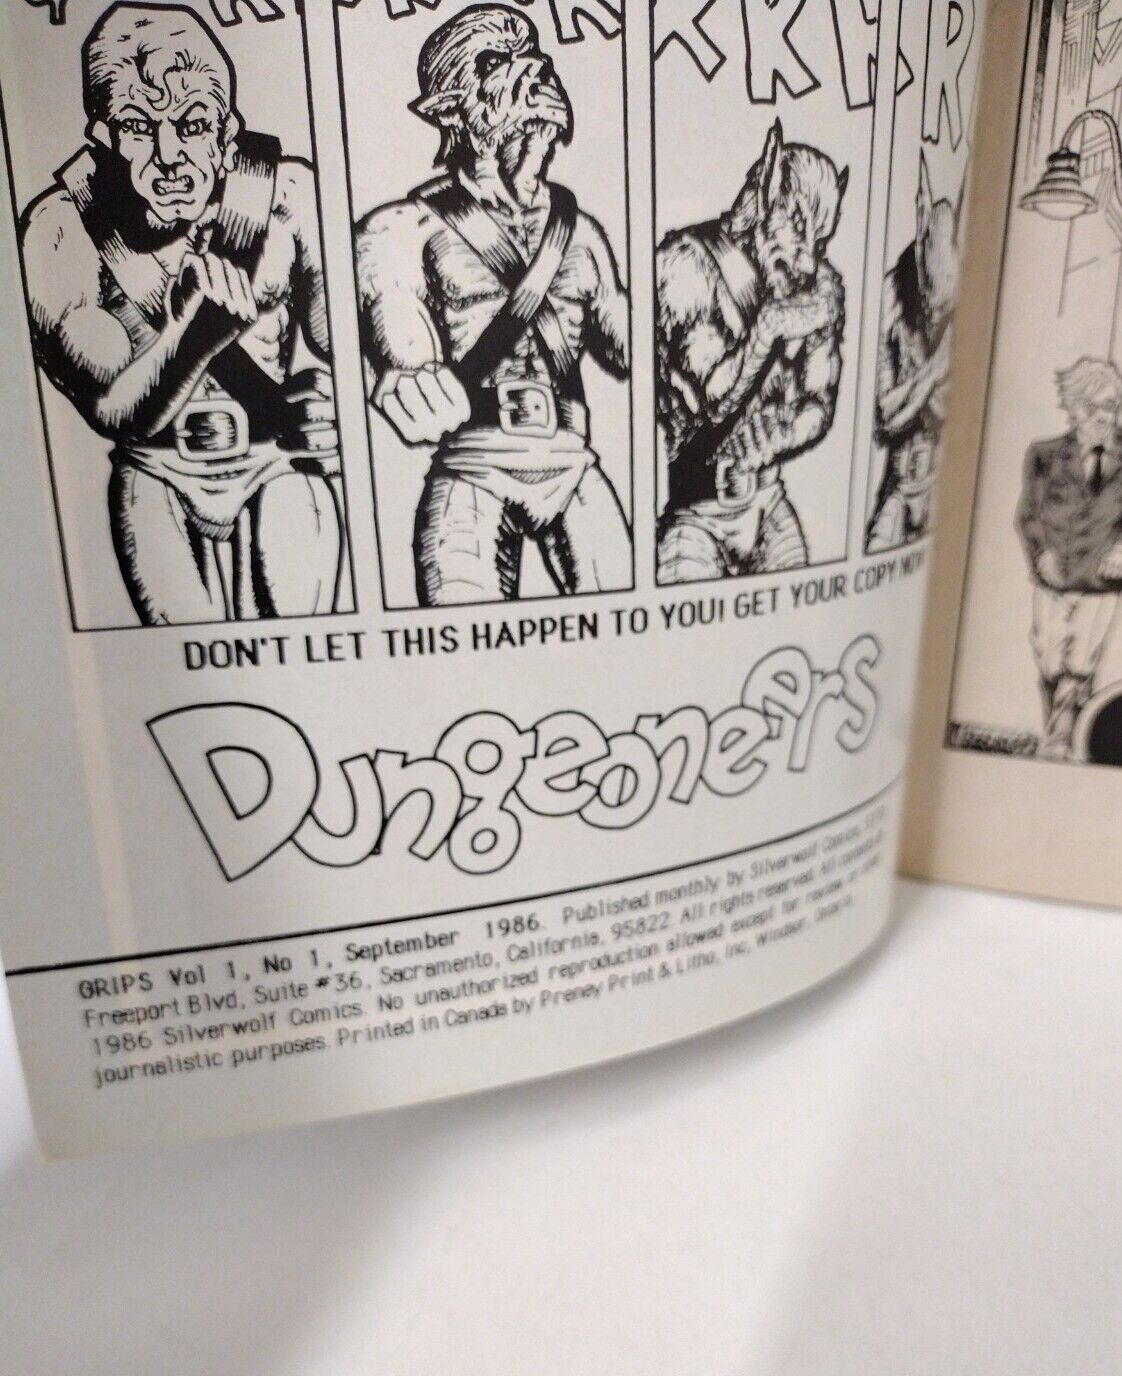 DON'T LET THIS HAPPEN TO YOU! GET YOUR COPY NOW
Dungeoneers
GRIPS Vol 1, No 1, September 1986. Published monthly by Silverwolf Comics,
Freeport Blvd, Suite #36, Sacramento, California, 95822. All rights reserved. All contents
1986 Silverwolf Comics. No unauthorized reproduction allowed except for review or
journalistic purposes. Printed in Canada by Preney Print & Litho, Inc, Windsor, Ontario.